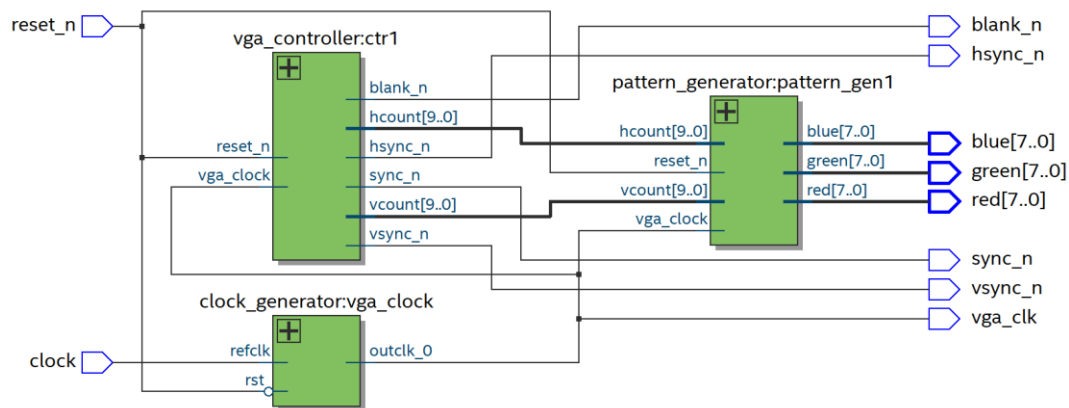 reset_n
vga_controller:ctr1
blank_n
hcount[9..0]
reset_n
hsync_n
vga_clock
sync_n
vcount[9..0]
vsync_n
pattern_generator:pattern_gen1
hcount[9..0]
blue[7..0]
reset_n
green[7..0]
vcount[9..0]
red[7..0]
vga_clock
blank_n
hsync_n
blue[7..0]
green[7..0]
red[7..0]
sync_n
vsync_n
vga_clk
clock_generator:vga_clock
clock
refclk
outclk_0
rst